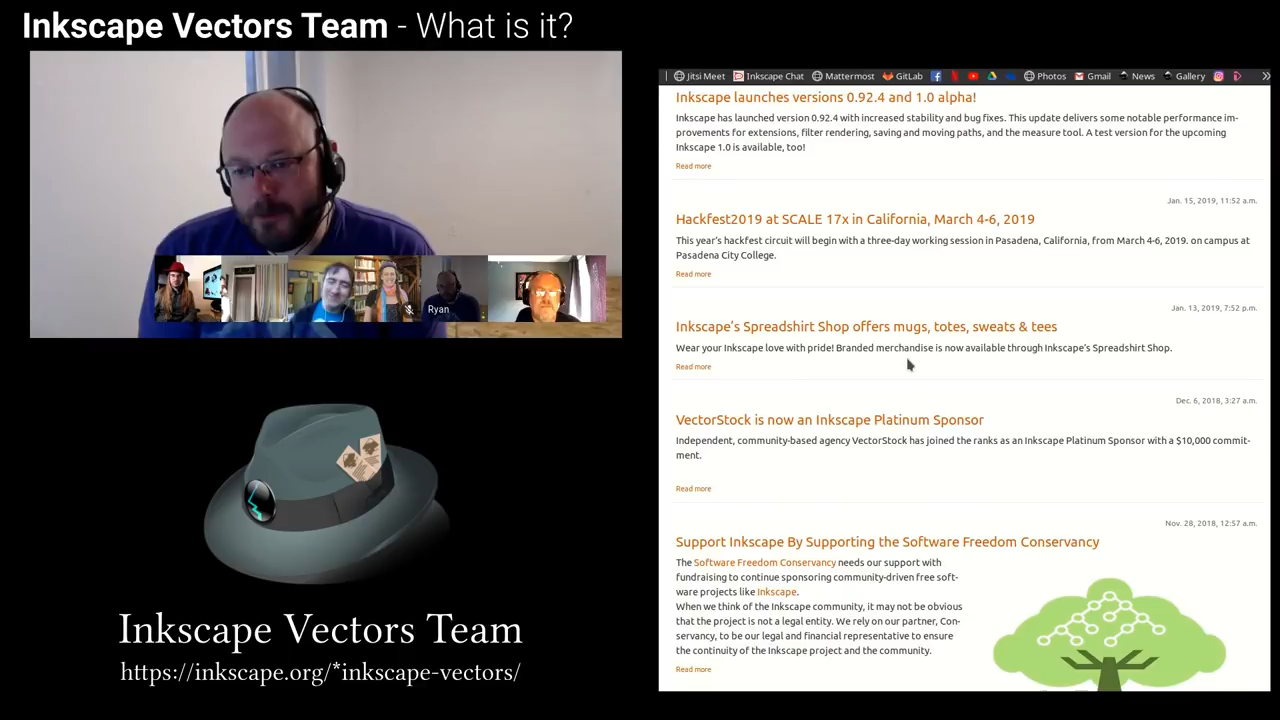 Inkscape Vectors Team - What is it?
Ryan
Inkscape Vectors Team
https://inkscape.org/*inkscape-vectors/
Jitsi Meet Inkscape Chat Mattermost GitLab Photos Gmail News Gallery
Inkscape launches versions 0.92.4 and 1.0 alpha!
Inkscape has launched version 0.92.4 with increased stability and bug fixes. This update delivers some notable performance im-
provements for extensions, filter rendering, saving and moving paths, and the measure tool. A test version for the upcoming
Inkscape 1.0 is available, too!
Read more
Jan. 15, 2019, 11:52 a.m.
Hackfest2019 at SCALE 17x in California, March 4-6, 2019
This year's hackfest circuit will begin with a three-day working session in Pasadena, California, from March 4-6, 2019. on campus at
Pasadena City College.
Read more
Jan. 13, 2019, 7:52 p.m.
Inkscape's Spreadshirt Shop offers mugs, totes, sweats & tees
Wear your Inkscape love with pride! Branded merchandise is now available through Inkscape's Spreadshirt Shop.
Read more
Dec. 6, 2018, 3:27 a.m.
VectorStock is now an Inkscape Platinum Sponsor
Independent, community-based agency VectorStock has joined the ranks as an Inkscape Platinum Sponsor with a $10,000 commit-
ment.
Read more
Nov. 28, 2018, 12:57 a.m.
Support Inkscape By Supporting the Software Freedom Conservancy
The Software Freedom Conservancy needs our support with
fundraising to continue sponsoring community-driven free soft-
ware projects like Inkscape.
When we think of the Inkscape community, it may not be obvious
that the project is not a legal entity. We rely on our partner, Con-
servancy, to be our legal and financial representative to ensure
the continuity of the Inkscape project and the community.
Read more